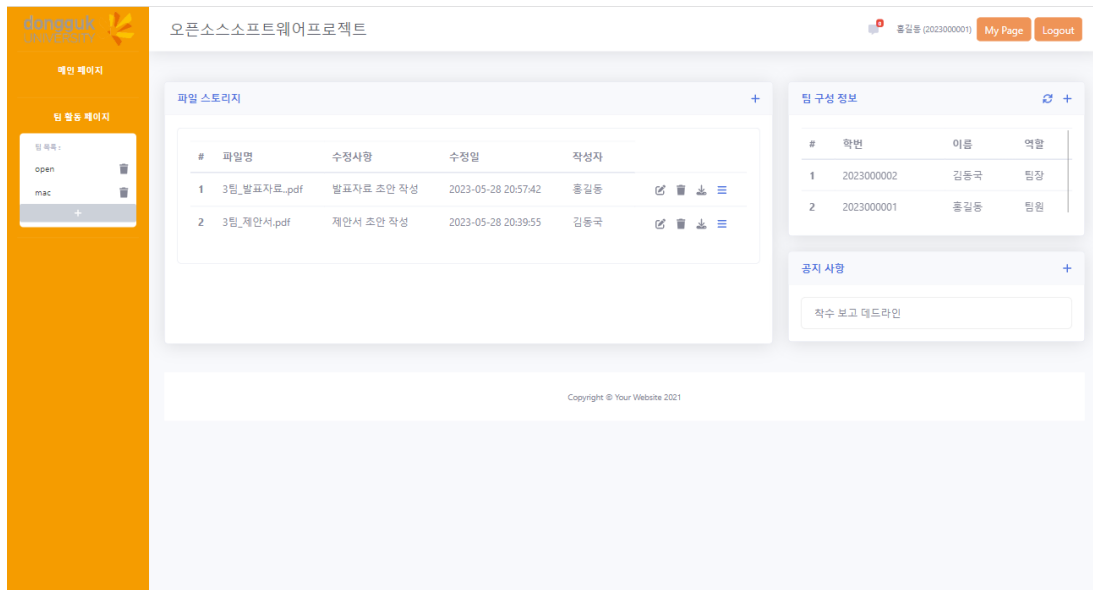 dongguk
UNIVERSITY
메인 페이지
팀 활동 페이지
팀 목록 :
open
mac
+
오픈소스소프트웨어프로젝트
홍길동 (2023000001)
My Page
Logout
파일 스토리지 +
# 파일명 수정사항 수정일 작성자
1 3팀_발표자료.,pdf 발표자료 초안 작성 2023-05-28 20:57:42 홍길동
2 3팀_제안서.pdf 제안서 초안 작성 2023-05-28 20:39:55 김동국
팀 구성 정보 +
# 학번 이름 역할
1 2023000002 김동국 팀장
2 2023000001 홍길동 팀원
공지 사항 +
착수 보고 데드라인
Copyright © Your Website 2021